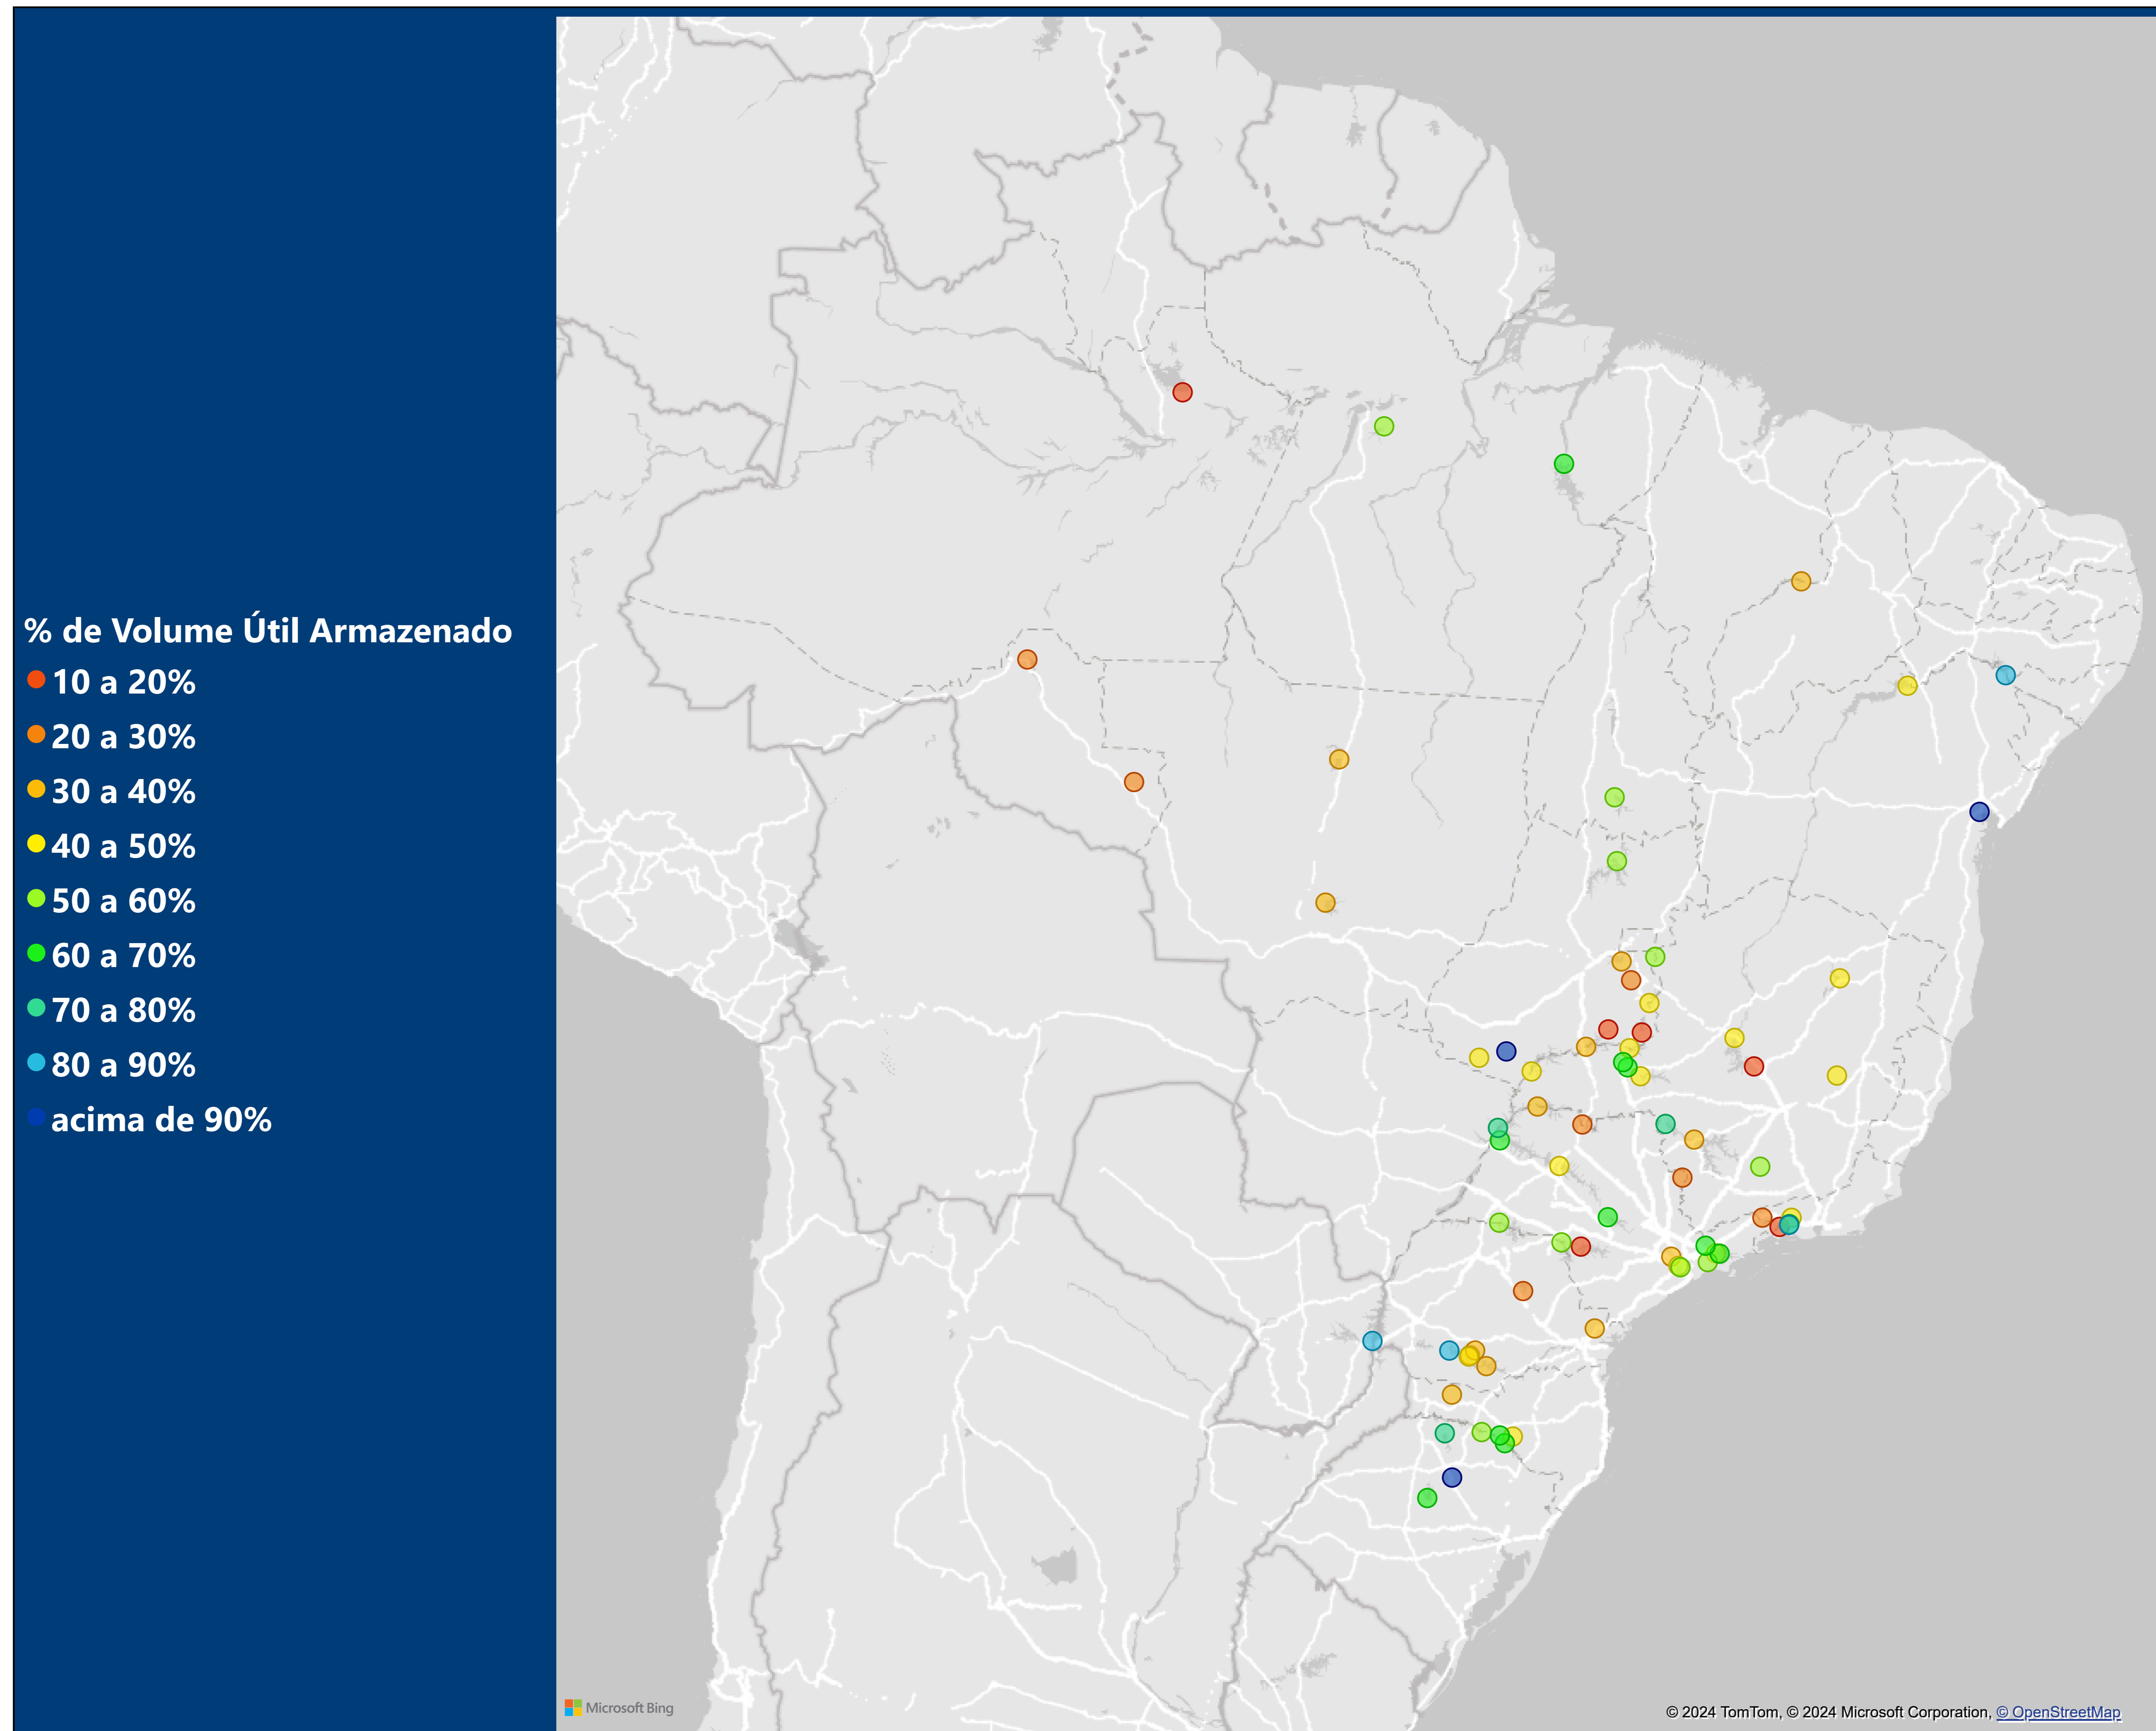 % de Volume Útil Armazenado
10 a 20%
20 a 30%
30 a 40%
40 a 50%
50 a 60%
60 a 70%
70 a 80%
80 a 90%
acima de 90%
Microsoft Bing
© 2024 TomTom, © 2024 Microsoft Corporation, © OpenStreetMap